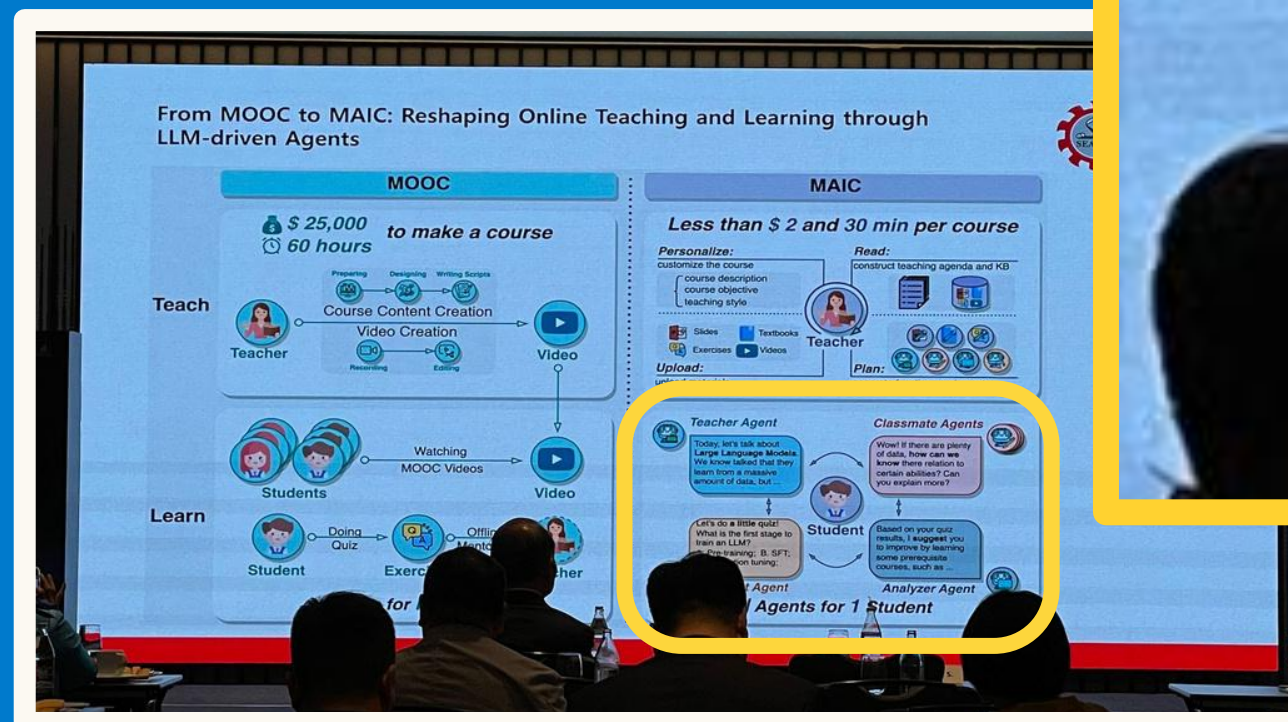 From MOOC to MAIC: Reshaping Online Teaching and Learning through
LLM-driven Agents
MOOC
$ 25,000
60 hours
to make a course
Preparing
Designing
Writing Scripts
Course Content Creation
Video Creation
Recording
Editing
Teach
Teacher
Video
MAIC
Less than $ 2 and 30 min per course
Personalize:
customize the course
course description
course objective
teaching style
Read:
construct teaching agenda and KB
Slides
Textbooks
Exercises
Videos
Teacher
Upload:
Plan:
Learn
Students
Watching
MOOC Videos
Video
Student
Doing
Quiz
for
Teacher Agent
Today, let's talk about
Large Language Models.
We know talked that they
learn from a massive
amount of data, but ...
Classmate Agents
Wow! If there are plenty
of data, how can we
know there relation to
certain abilities? Can
you explain more?
Student
Let's do a little quiz!
What is the first stage to
train an LLM?
Pre-training; B. SFT;
tuning;
Agent
Based on your quiz
results, I suggest you
to improve by learning
some prerequisite
courses, such as ...
Analyzer Agent
Agents for 1 Student